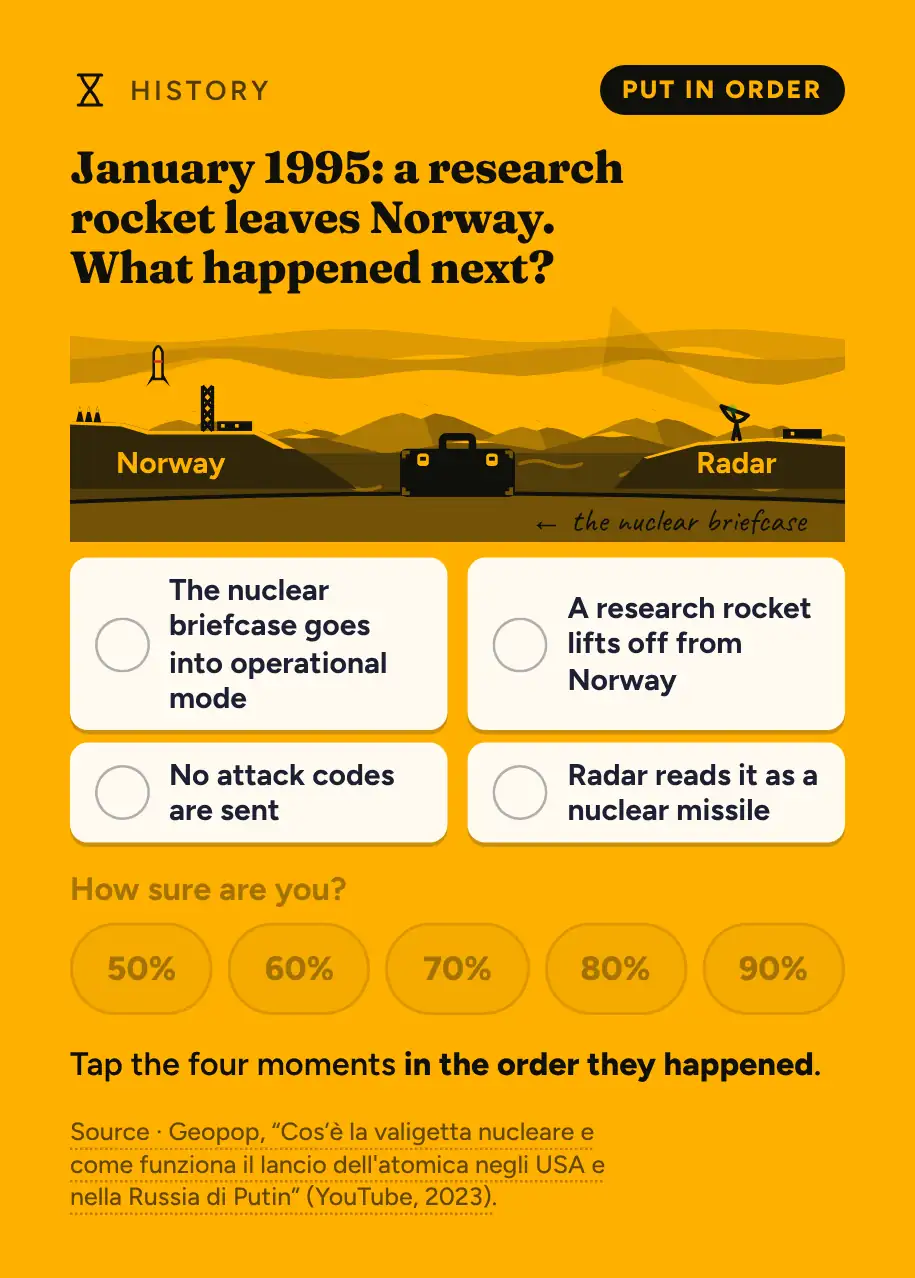 HISTORY
PUT IN ORDER
January 1995: a research
rocket leaves Norway.
What happened next?
Norway
Radar
← the nuclear briefcase
The nuclear
briefcase goes
into operational
mode
A research rocket
lifts off from
Norway
No attack codes
are sent
Radar reads it as a
nuclear missile
How sure are you?
50%
60%
70%
80%
90%
Tap the four moments in the order they happened.
Source · Geopop, “Cos’è la valigetta nucleare e
come funziona il lancio dell'atomica negli USA e
nella Russia di Putin” (YouTube, 2023).